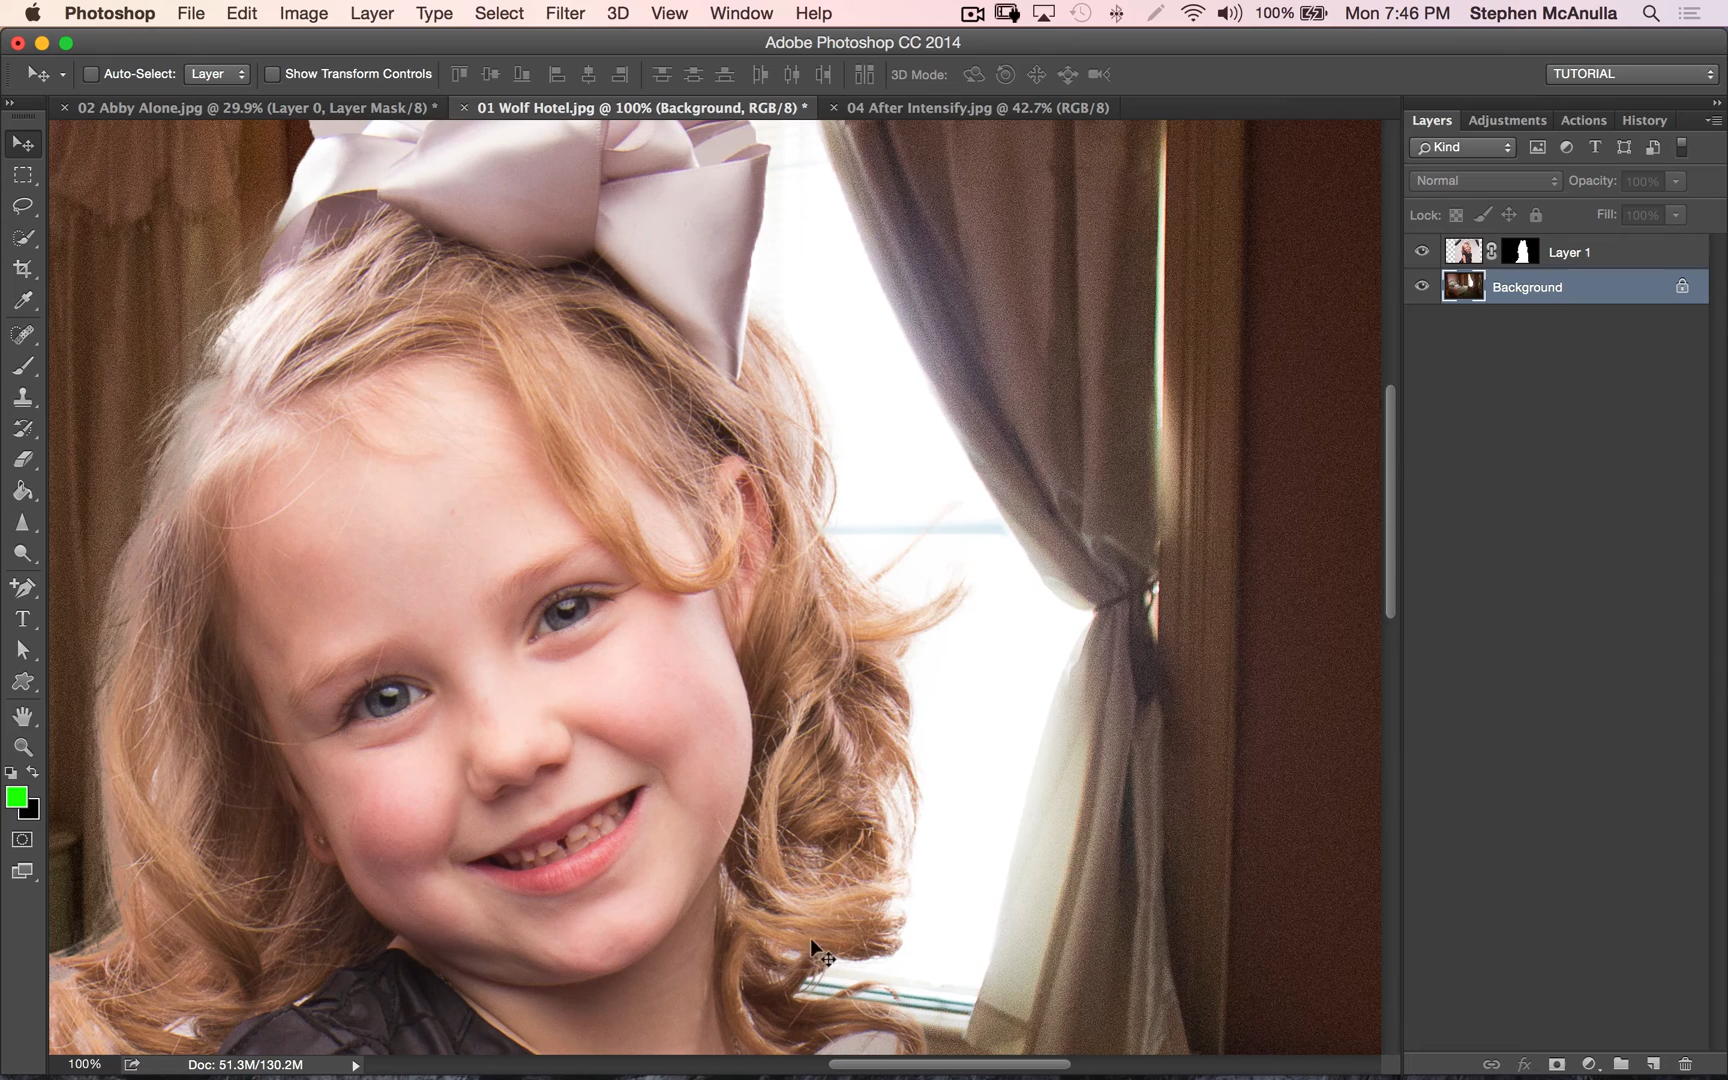 Photoshop File Edit Image Layer Type Select Filter 3D View Window Help 100% Mon 7:46 PM Stephen McAnulla
Adobe Photoshop CC 2014
Auto-Select: Layer Show Transform Controls 3D Mode: TUTORIAL
02 Abby Alone.jpg @ 29.9% (Layer 0, Layer Mask/8) * 01 Wolf Hotel.jpg @ 100% (Background, RGB/8) * 04 After Intensify.jpg @ 42.7% (RGB/8)
Layers Adjustments Actions History
Kind
Normal Opacity: 100%
Lock: Fill: 100%
Layer 1
Background
100% Doc: 51.3M/130.2M